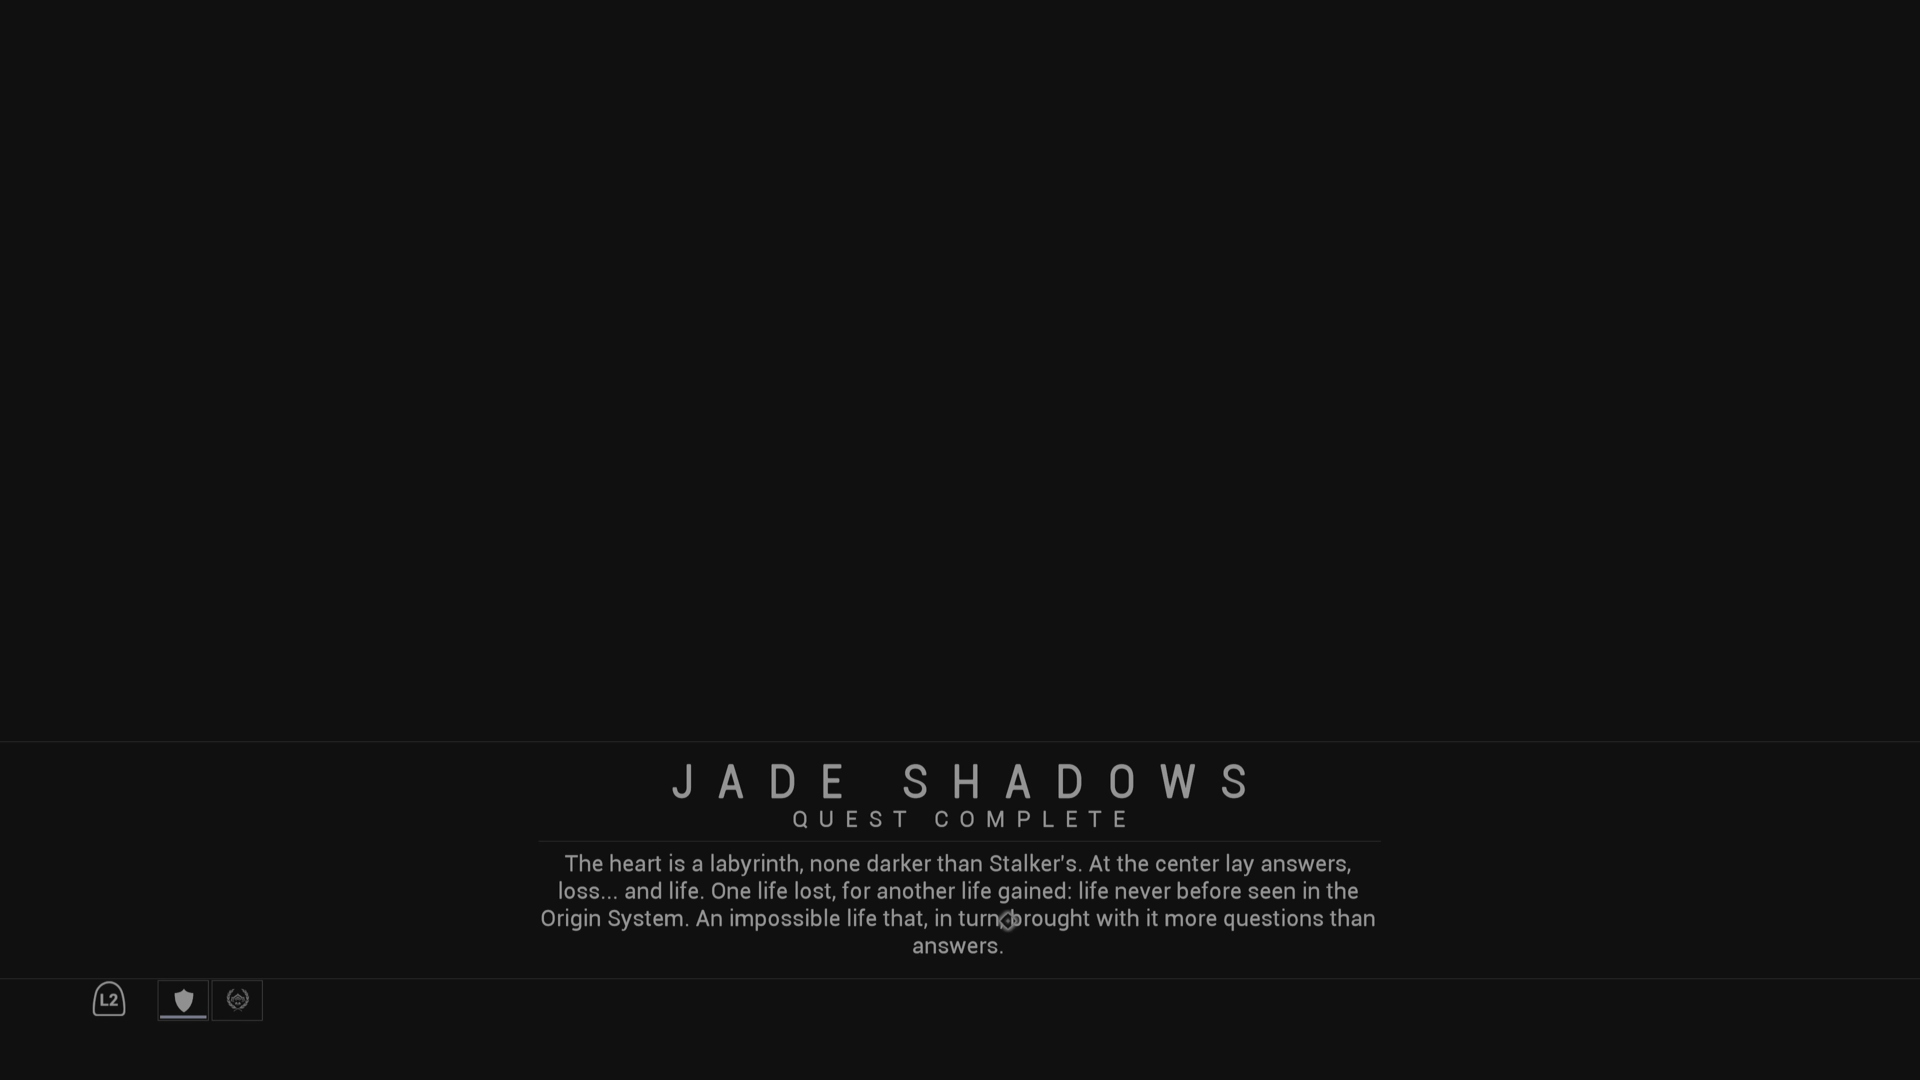 JADE SHADOWS
QUEST COMPLETE
The heart is a labyrinth, none darker than Stalker's. At the center lay answers,
loss... and life. One life lost, for another life gained: life never before seen in the
Origin System. An impossible life that, in turn brought with it more questions than
answers.
L2